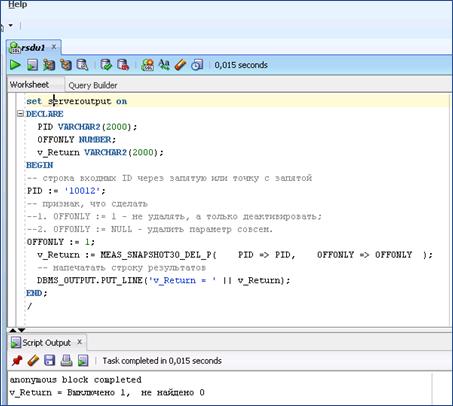 Help
rsdu1
0,015 seconds
Worksheet
Query Builder
set serveroutput on
DECLARE
PID VARCHAR2(2000);
OFFONLY NUMBER;
v_Return VARCHAR2(2000);
BEGIN
-- строка входных ID через запятую или точку с запятой
PID := '10012';
-- признак, что сделать
--1. OFFONLY := 1 - не удалять, а только деактивировать;
--2. OFFONLY := NULL - удалить параметр совсем.
OFFONLY := 1;
v_Return := MEAS_SNAPSHOT30_DEL_P( PID => PID, OFFONLY => OFFONLY );
-- напечатать строку результатов
DBMS_OUTPUT.PUT_LINE('v_Return = ' || v_Return);
END;
/
Script Output
Task completed in 0,015 seconds
anonymous block completed
v_Return = Выключено 1, не найдено 0